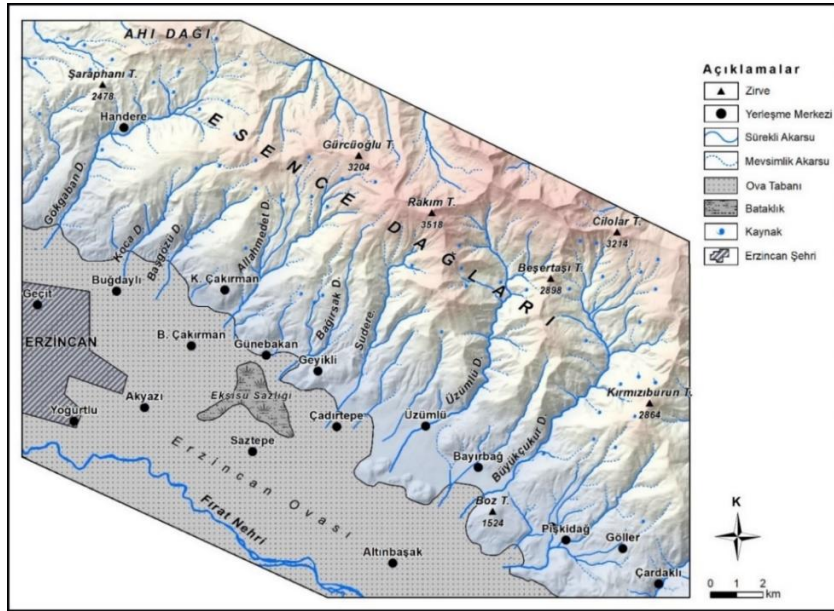 AHI DAĞI
Şaraphanı T.
2478
Handere
ESENCE DAĞLARI
Gürcüoğlu T.
3204
Rakım T.
3518
Cilolar T.
3214
Beşertaşı T.
2898
Kırmızıburun T.
2864
Gökgaban D.
Koca D.
Başgözü D.
Allahmedet D.
Bağırsak D.
Sudere.
Üzümlü D.
Büyükçukur D.
Geçit
Buğdaylı
K. Çakırman
ERZİNCAN
B. Çakırman
Günebakan
Geyikli
Yoğurtlu
Akyazı
Ekşisu Sazlığı
Çadırtepe
Üzümlü
Saztepe
Bayırbağ
Erzincan Ovası
Boz T.
1524
Fırat Nehri
Altınbaşak
Pişkidağ
Göller
Çardaklı
Açıklamalar
Zirve
Yerleşme Merkezi
Sürekli Akarsu
Mevsimlik Akarsu
Ova Tabanı
Bataklık
Kaynak
Erzincan Şehri
K
0 1 2
km